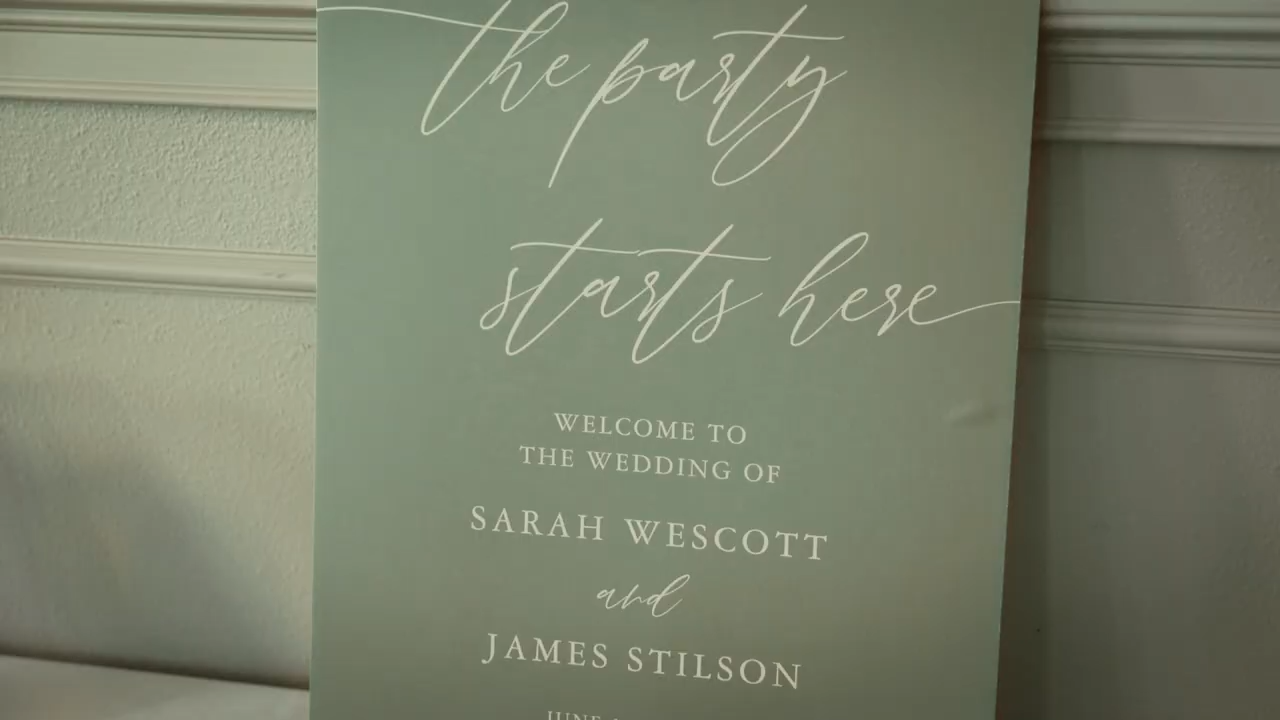 the party
starts here
WELCOME TO
THE WEDDING OF
SARAH WESCOTT
and
JAMES STILSON
JUNE